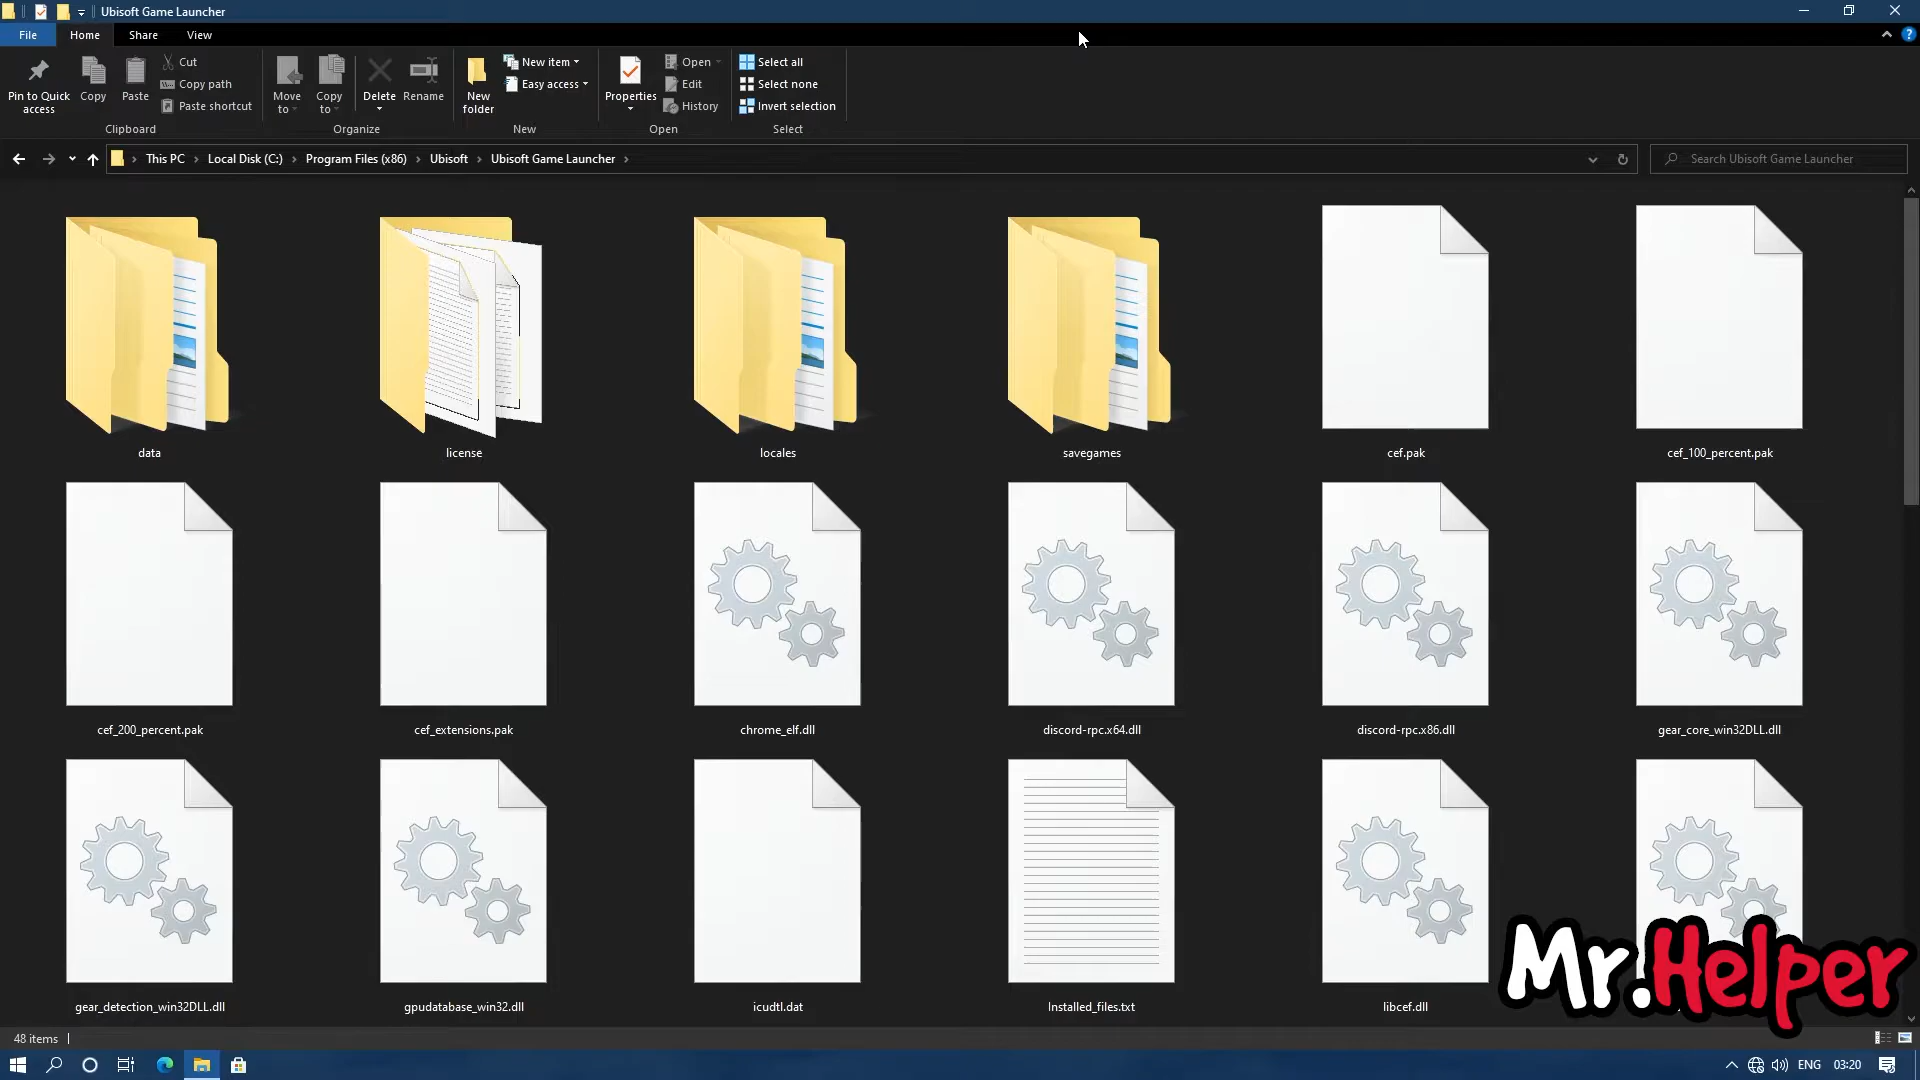 Ubisoft Game Launcher
File Home Share View
Pin to Quick access
Copy
Paste
Cut
Copy path
Paste shortcut
Clipboard
Move to
Copy to
Delete
Rename
Organize
New folder
New item
Easy access
New
Properties
Open
Edit
History
Open
Select all
Select none
Invert selection
Select
This PC > Local Disk (C:) > Program Files (x86) > Ubisoft > Ubisoft Game Launcher >
Search Ubisoft Game Launcher
data license locales savegames cef.pak cef_100_percent.pak
cef_200_percent.pak cef_extensions.pak chrome_elf.dll discord-rpc.x64.dll discord-rpc.x86.dll gear_core_win32DLL.dll
gear_detection_win32DLL.dll gpudatabase_win32.dll icudtl.dat Installed_files.txt libcef.dll
Mr.Helper
48 items
ENG 03:20